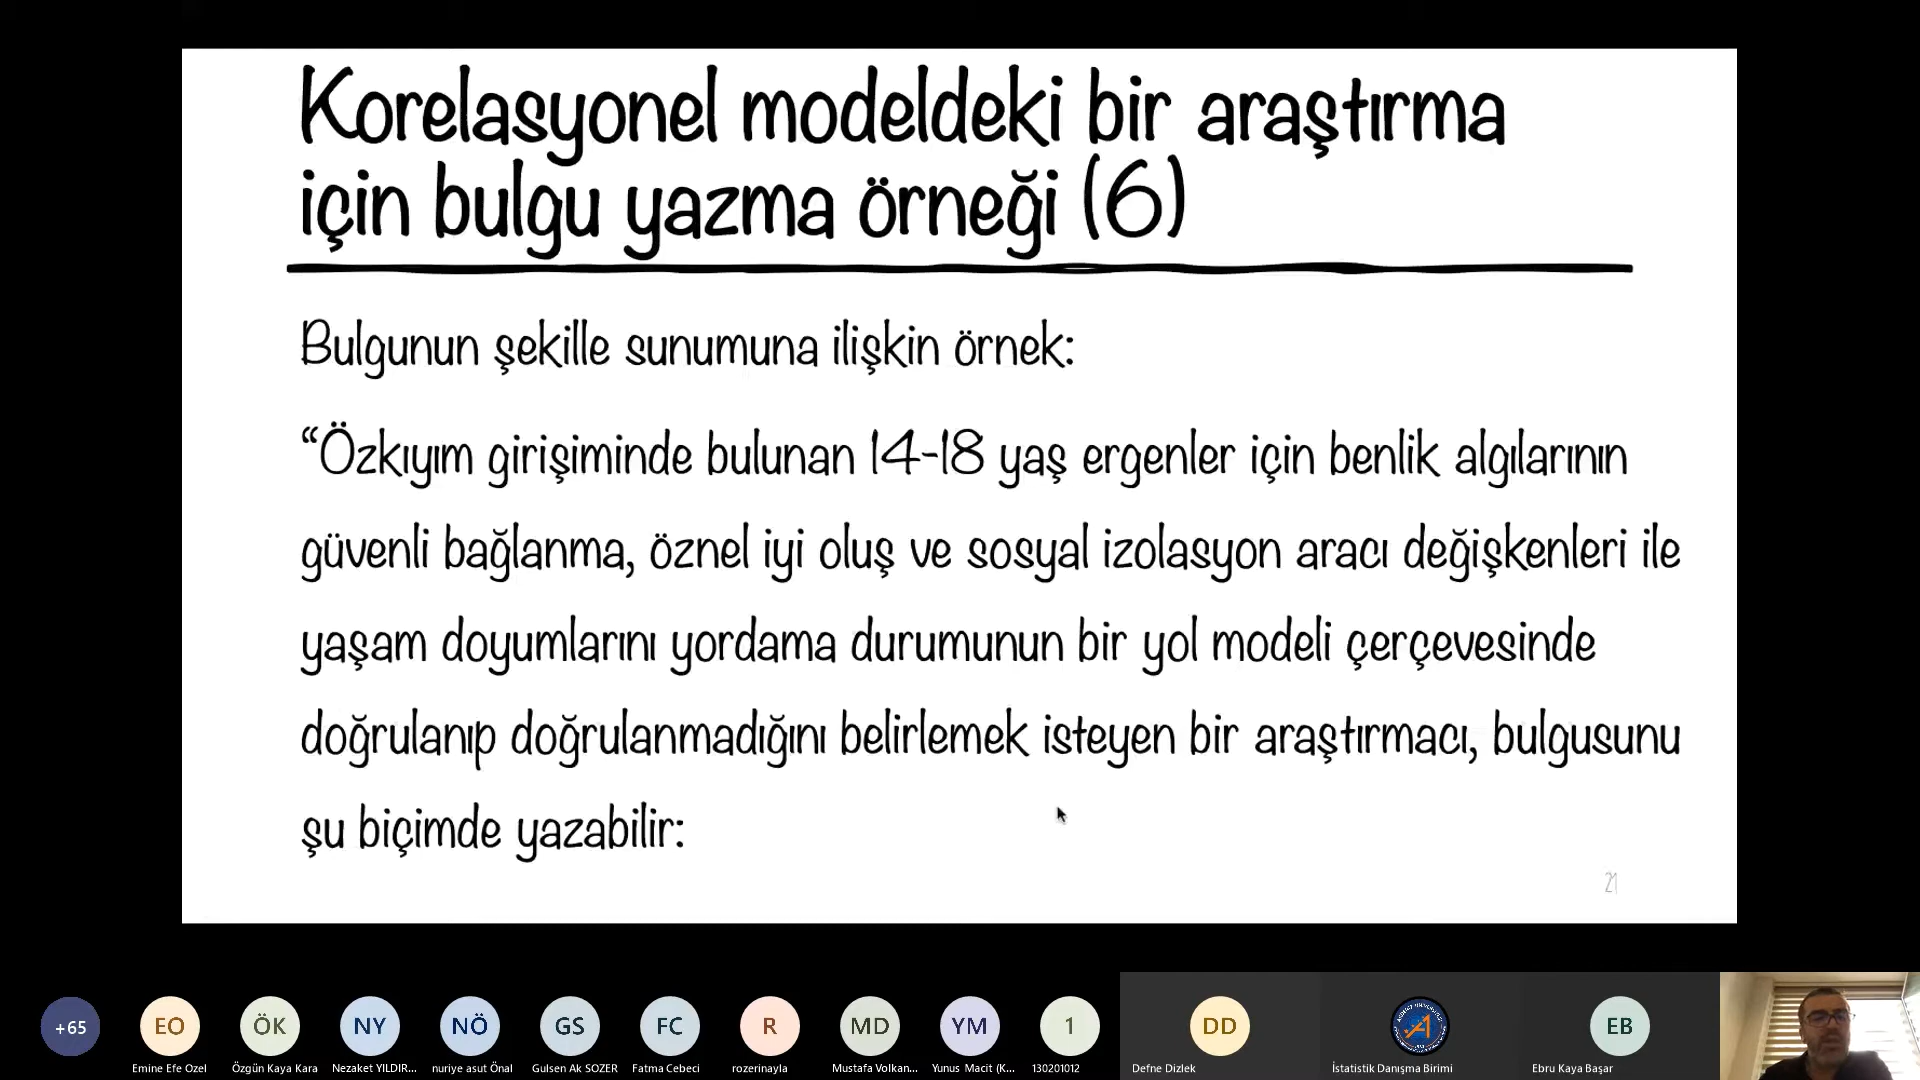 Korelasyonel modeldeki bir araştırma
için bulgu yazma örneği (6)
Bulgunun şekille sunumuna ilişkin örnek:
“Özkıyım girişiminde bulunan 14-18 yaş ergenler için benlik algılarının
güvenli bağlanma, öznel iyi oluş ve sosyal izolasyon aracı değişkenleri ile
yaşam doyumlarını yordama durumunun bir yol modeli çerçevesinde
doğrulanıp doğrulanmadığını belirlemek isteyen bir araştırmacı, bulgusunu
şu biçimde yazabilir:
21
+65
EO
ÖK
NY
NÖ
GS
FC
R
MD
YM
1
DD
EB
Emine Efe Ozel
Özgün Kaya Kara
Nezaket YILDIR...
nuriye asut Önal
Gulsen Ak SOZER
Fatma Cebeci
rozerinayla
Mustafa Volkan...
Yunus Macit (K...
130201012
Defne Dizlek
İstatistik Danışma Birimi
Ebru Kaya Başar